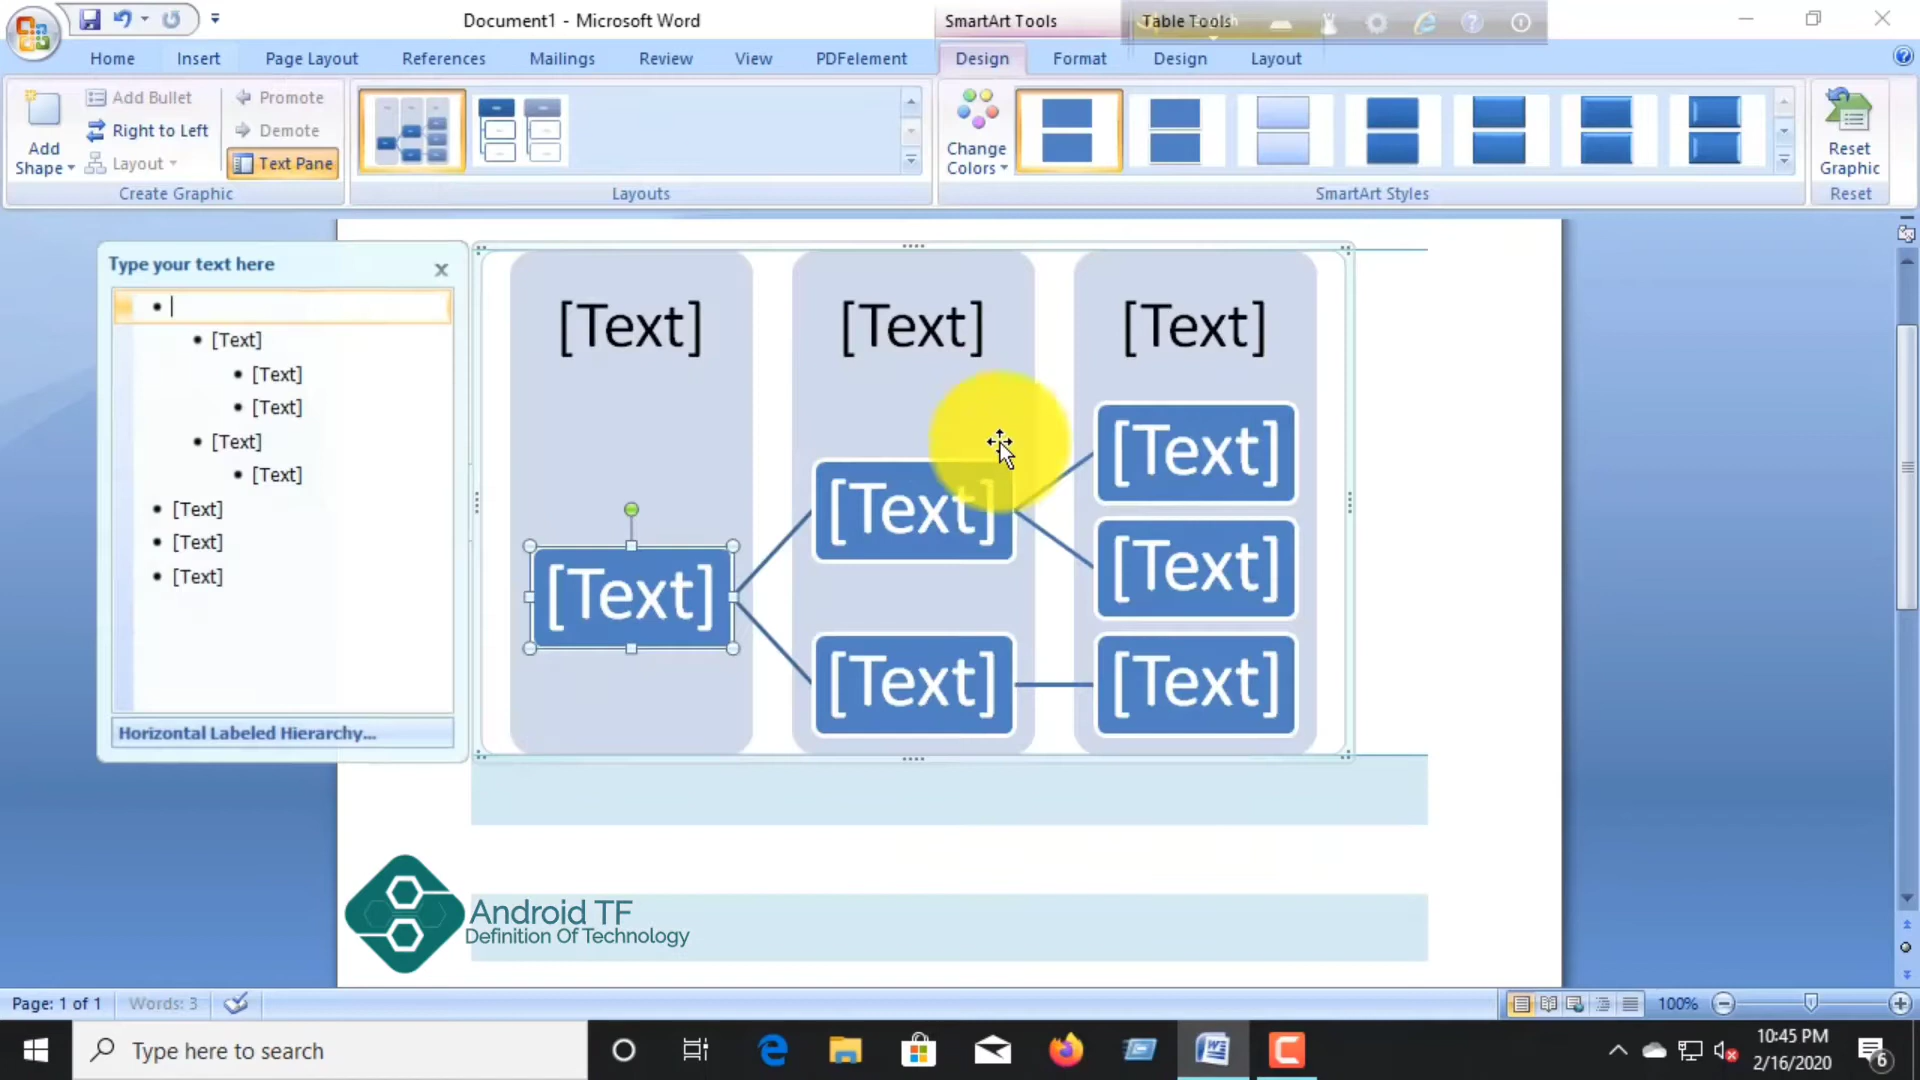 Document1 - Microsoft Word
SmartArt Tools
Table Tools
Home
Insert
Page Layout
References
Mailings
Review
View
PDFelement
Design
Format
Design
Layout
Add Shape
Add Bullet
Right to Left
Layout
Promote
Demote
Text Pane
Create Graphic
Layouts
Change Colors
SmartArt Styles
Reset Graphic
Reset
Type your text here
[Text]
[Text]
[Text]
[Text]
[Text]
[Text]
[Text]
[Text]
Horizontal Labeled Hierarchy...
[Text]
[Text]
[Text]
[Text]
[Text]
[Text]
[Text]
[Text]
[Text]
Android TF
Definition Of Technology
Page: 1 of 1
Words: 3
100%
Type here to search
10:45 PM
2/16/2020
6